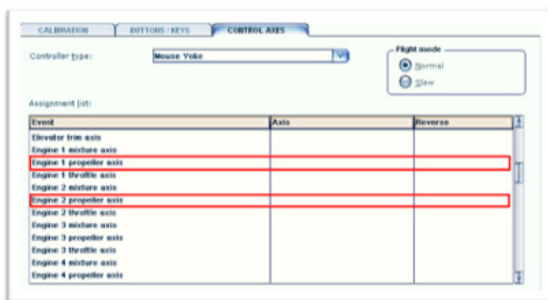 CALIBRATION BUTTONS / KEYS CONTROL AXES
Controller type: Mouse Yoke
Flight mode
Normal
Slew
Assignment list:
Event Axis Reverse
Elevator trim axis
Engine 1 mixture axis
Engine 1 propeller axis
Engine 1 throttle axis
Engine 2 mixture axis
Engine 2 propeller axis
Engine 2 throttle axis
Engine 3 mixture axis
Engine 3 propeller axis
Engine 3 throttle axis
Engine 4 mixture axis
Engine 4 propeller axis